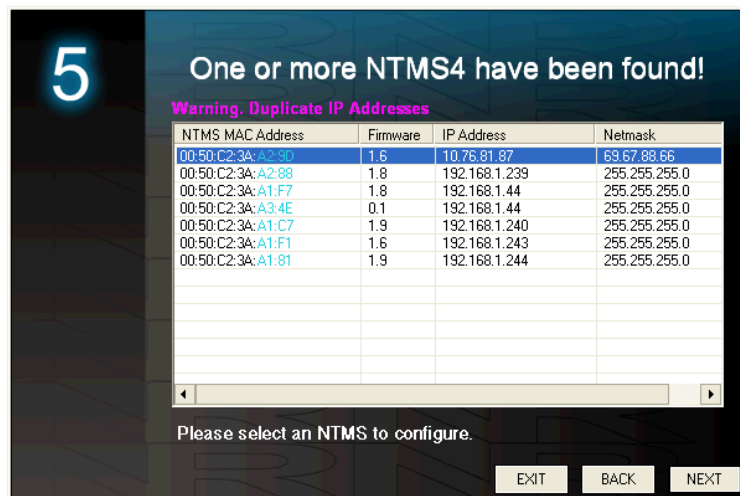 5
One or more NTMS4 have been found!
Warning. Duplicate IP Addresses
NTMS MAC Address Firmware IP Address Netmask
00:50:C2:3A:A2:9D 1.6 10.76.81.87 69.67.88.66
00:50:C2:3A:A2:88 1.8 192.168.1.239 255.255.255.0
00:50:C2:3A:A1:F7 1.8 192.168.1.44 255.255.255.0
00:50:C2:3A:A3:4E 0.1 192.168.1.44 255.255.255.0
00:50:C2:3A:A1:C7 1.9 192.168.1.240 255.255.255.0
00:50:C2:3A:A1:F1 1.6 192.168.1.243 255.255.255.0
00:50:C2:3A:A1:81 1.9 192.168.1.244 255.255.255.0
Please select an NTMS to configure.
EXIT BACK NEXT